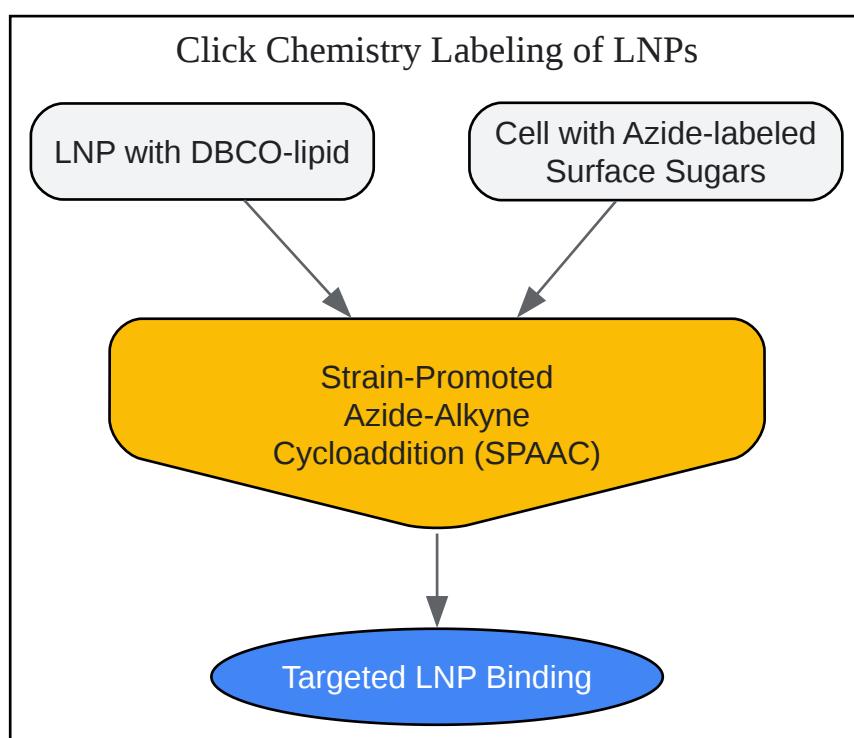 Click Chemistry Labeling of LNPs
LNP with DBCO-lipid
Cell with Azide-labeled
Surface Sugars
Strain-Promoted
Azide-Alkyne
Cycloaddition (SPAAC)
Targeted LNP Binding